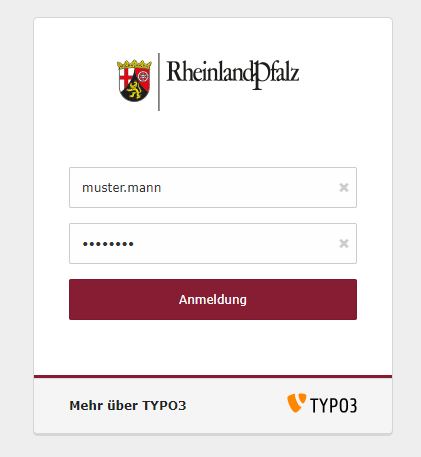 RheinlandPfalz
muster.mann
••••••••
Anmeldung
Mehr über TYPO3
TYPO3